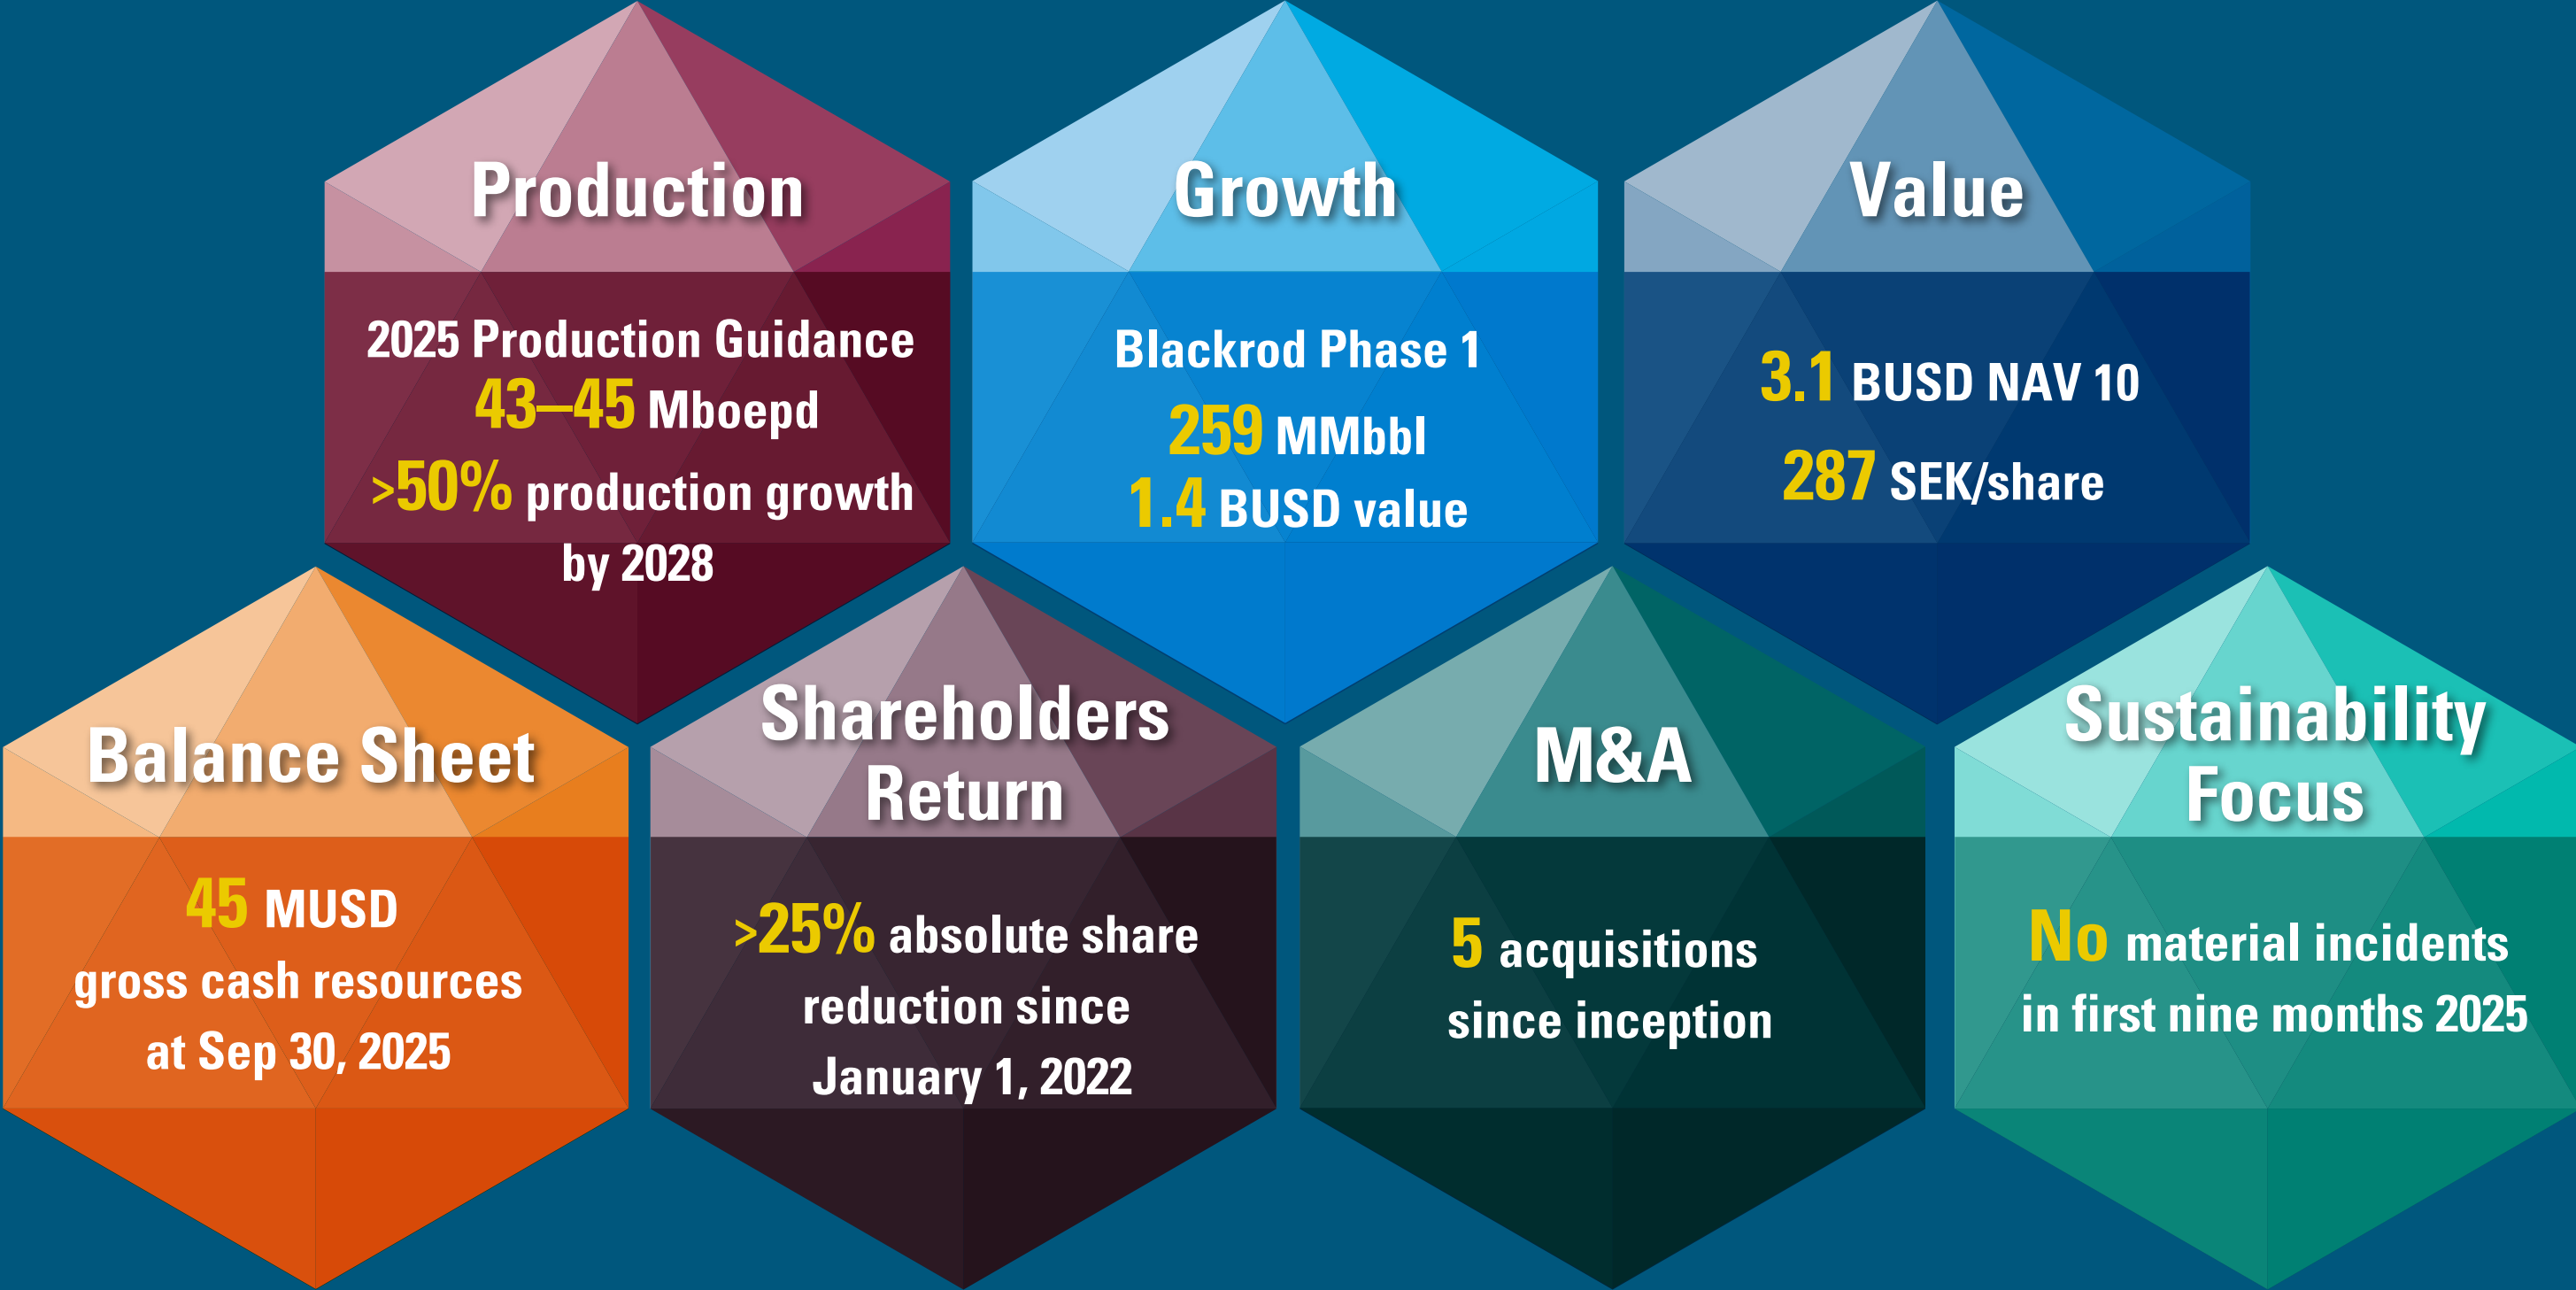 Production
2025 Production Guidance
43–45 Mboepd
>50% production growth
by 2028
Growth
Blackrod Phase 1
259 MMbbl
1.4 BUSD value
Value
3.1 BUSD NAV 10
287 SEK/share
Balance Sheet
45 MUSD
gross cash resources
at Sep 30, 2025
Shareholders
Return
>25% absolute share
reduction since
January 1, 2022
M&A
5 acquisitions
since inception
Sustainability
Focus
No material incidents
in first nine months 2025